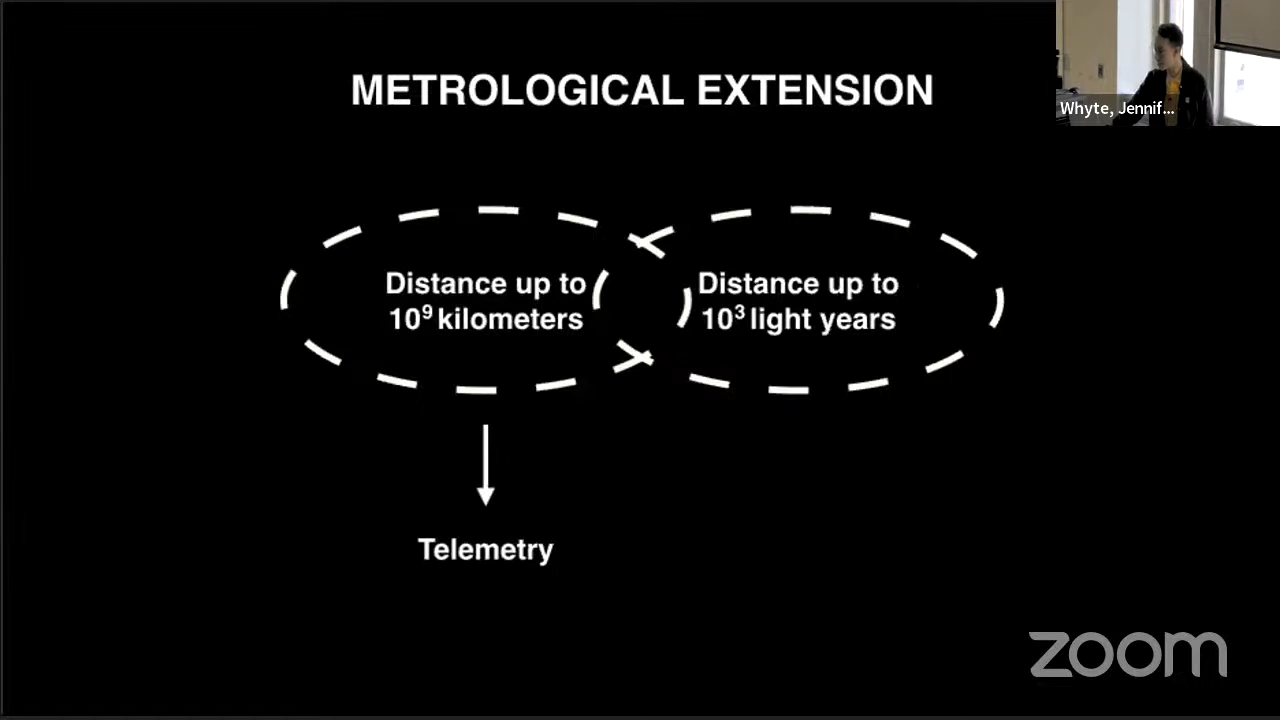 METROLOGICAL EXTENSION
Whyte, Jennif...
Distance up to
10⁹ kilometers
Distance up to
10³ light years
Telemetry
zoom